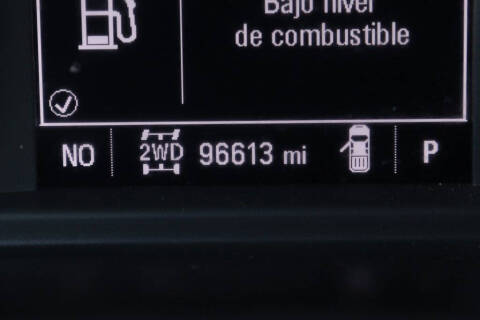 Bajo nivel
de combustible
NO 2WD 96613 mi P